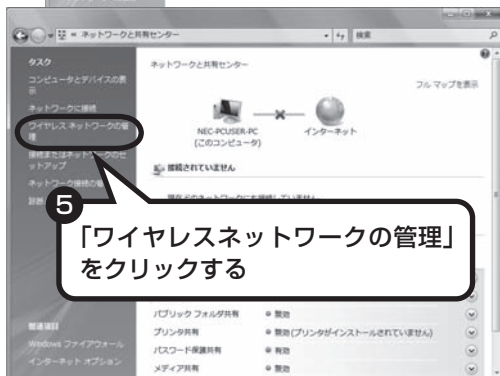 ネットワークと共有センター
検索
タスク
コンピュータとデバイスの表
示
ネットワークに接続
ワイヤレス ネットワークの管
理
接続またはネットワークのセ
ットアップ
ネットワーク接続の管
ネットワークと共有センター
フル マップを表示
NEC-PCUSER-PC
(このコンピュータ)
インターネット
接続されていません
5
「ワイヤレスネットワークの管理」
をクリックする
パブリック フォルダ共有
無効
プリンタ共有
無効(プリンタがインストールされていません)
パスワード保護共有
有効
メディア共有
無効
関連項目
Windows ファイアウォール
インターネット オプション